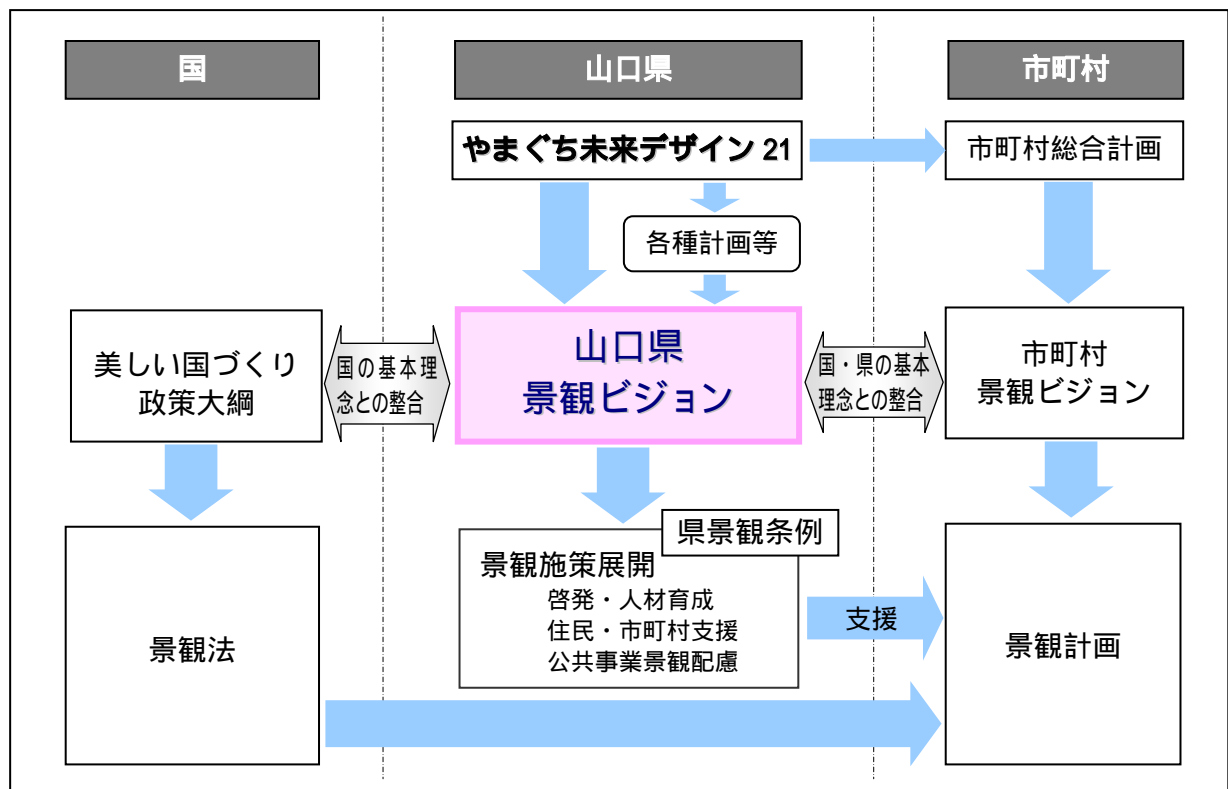 国
山口県
市町村
やまぐち未来デザイン 21
市町村総合計画
各種計画等
美しい国づくり
政策大綱
国の基本理
念との整合
山口県
景観ビジョン
国・県の基本
理念との整合
市町村
景観ビジョン
県景観条例
景観施策展開
啓発・人材育成
住民・市町村支援
公共事業景観配慮
支援
景観法
景観計画